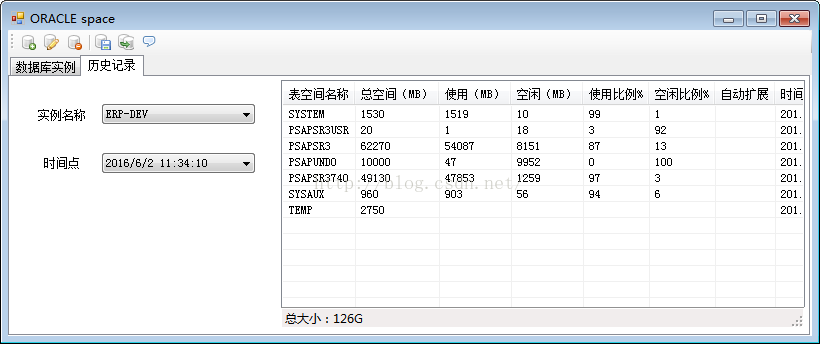 ORACLE space
数据库实例 历史记录
实例名称 ERP-DEV
时间点 2016/6/2 11:34:10
表空间名称 总空间（MB） 使用（MB） 空闲（MB） 使用比例% 空闲比例% 自动扩展 时间
SYSTEM 1530 1519 10 99 1 201..
PSAPSR3USR 20 1 18 3 92 201..
PSAPSR3 62270 54087 8151 87 13 201..
PSAPUNDO 10000 47 9952 0 100 201..
PSAPSR3740 49130 47853 1259 97 3 201..
SYSAUX 960 903 56 94 6 201..
TEMP 2750 201..
http://blog.csdn.net/
总大小：126G